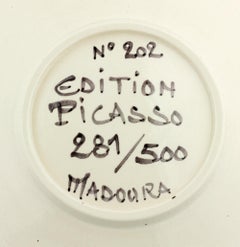 N° 202
EDITION
PICASSO
281/500
MADOURA